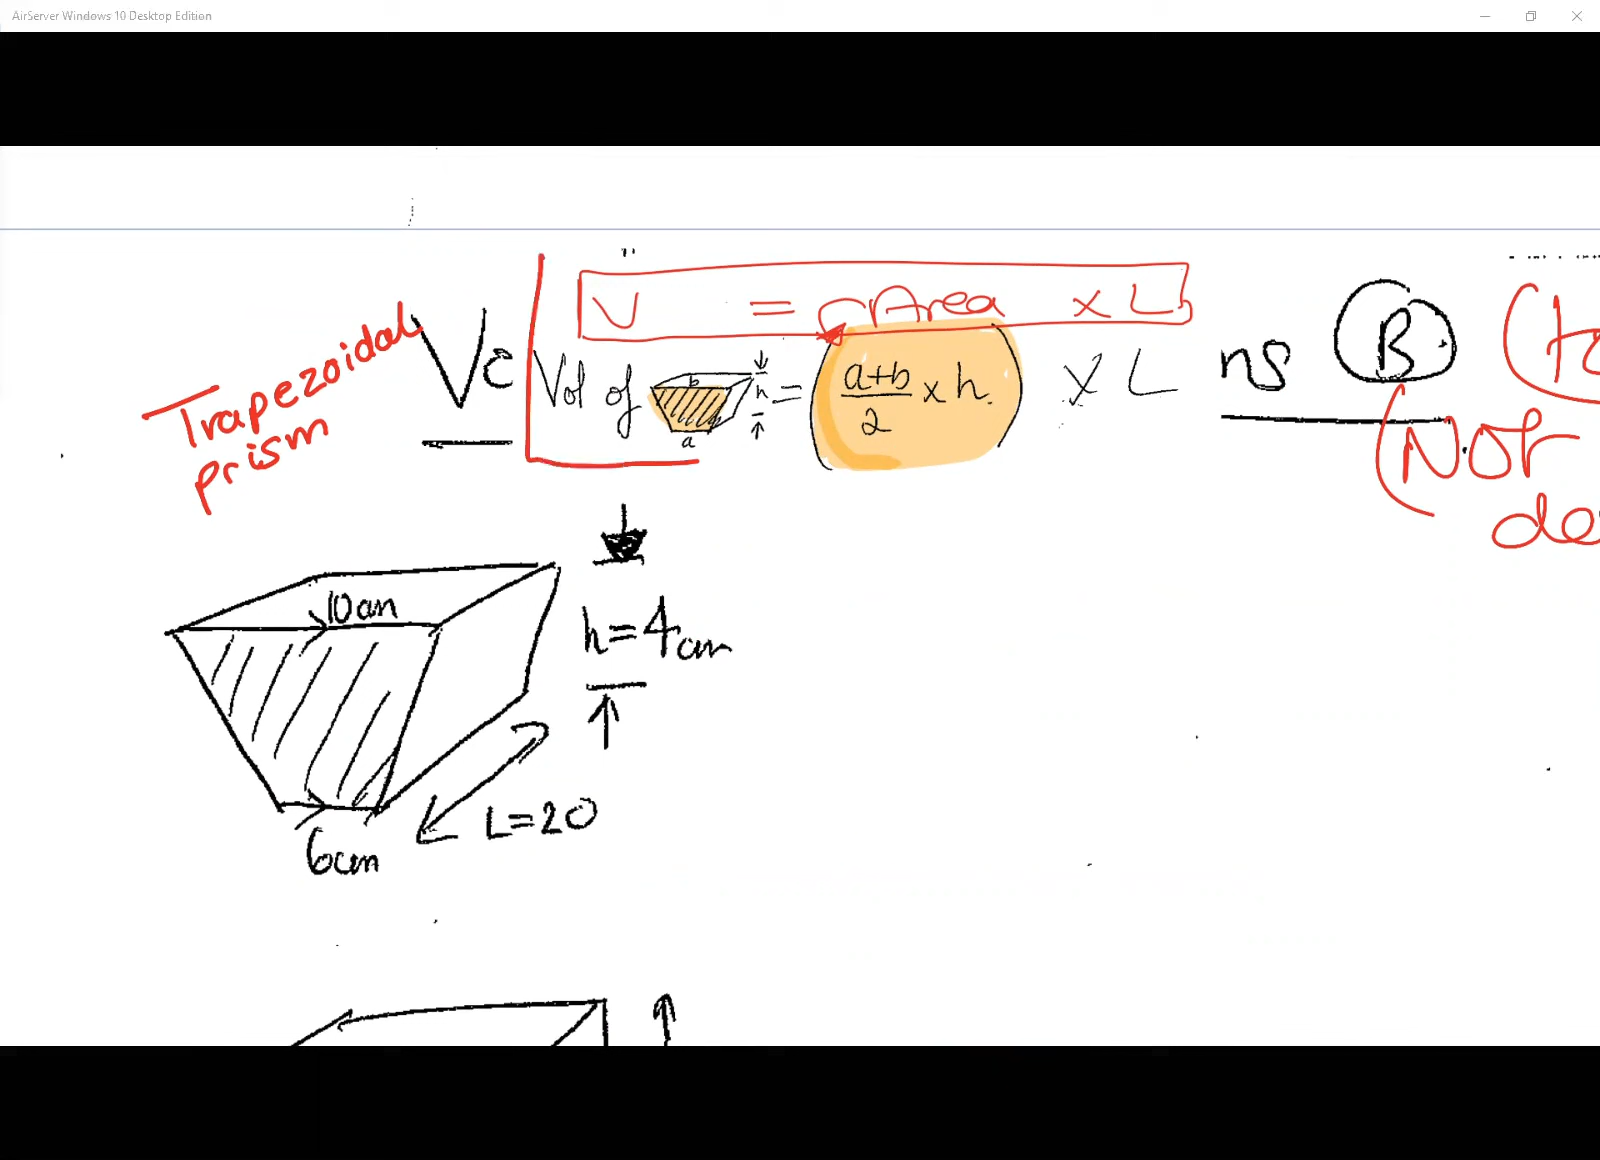 AirServer Windows 10 Desktop Edition
V = Area x L
Trapezoidal
prism
Vol of = ( a+b/2 x h ) x L
b
h
a
ns B
(Not
10cm
h=4cm
L=20
6cm